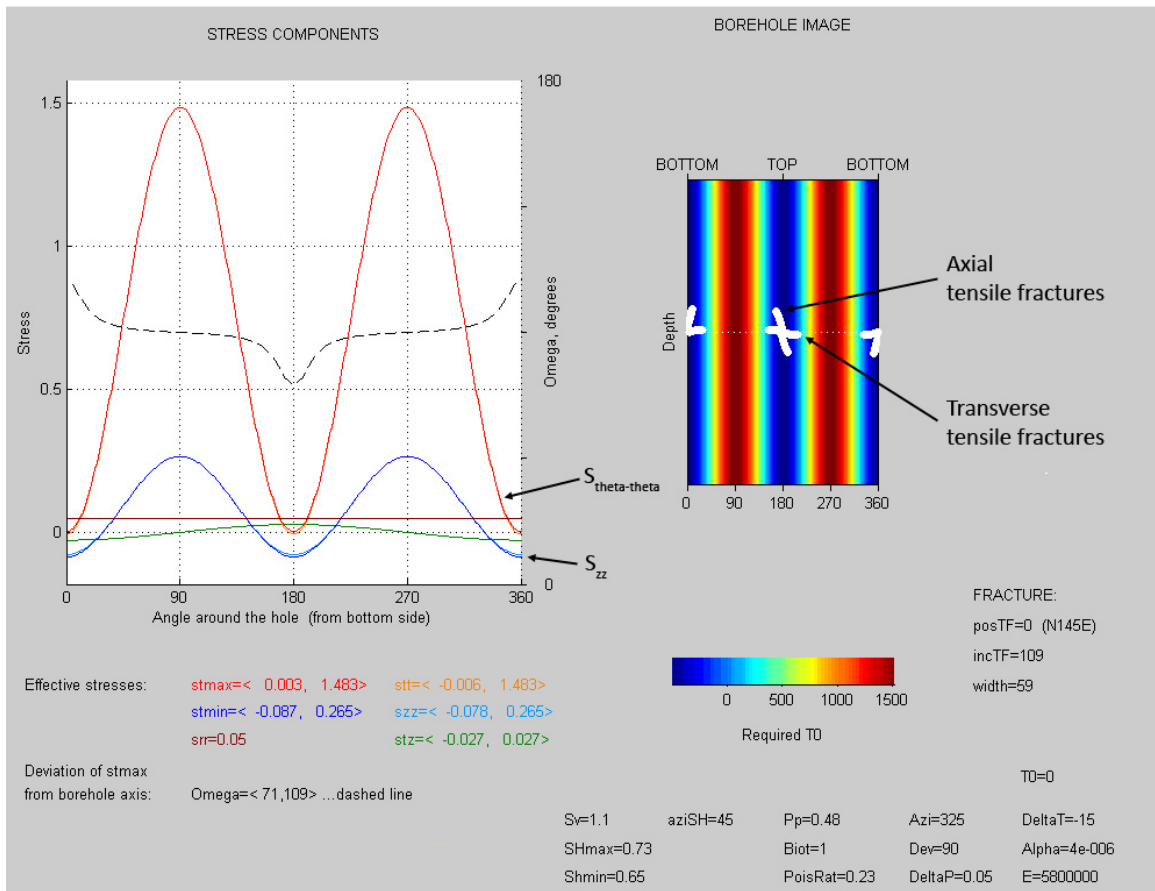 STRESS COMPONENTS
BOREHOLE IMAGE
1.5
1
0.5
0
Stress
0 90 180 270 360
Angle around the hole (from bottom side)
180
0
Omega, degrees
S theta-theta
S zz
BOTTOM TOP BOTTOM
Depth
0 90 180 270 360
Axial
tensile fractures
Transverse
tensile fractures
FRACTURE:
posTF=0 (N145E)
incTF=109
width=59
0 500 1000 1500
Required T0
Effective stresses: stmax=< 0.003, 1.483> stt=< -0.006, 1.483>
stmin=< -0.087, 0.265> szz=< -0.078, 0.265>
srr=0.05 stz=< -0.027, 0.027>
Deviation of stmax
from borehole axis: Omega=< 71,109> ...dashed line
T0=0
Sv=1.1 aziSH=45 Pp=0.48 Azi=325 DeltaT=-15
SHmax=0.73 Biot=1 Dev=90 Alpha=4e-006
Shmin=0.65 PoisRat=0.23 DeltaP=0.05 E=5800000